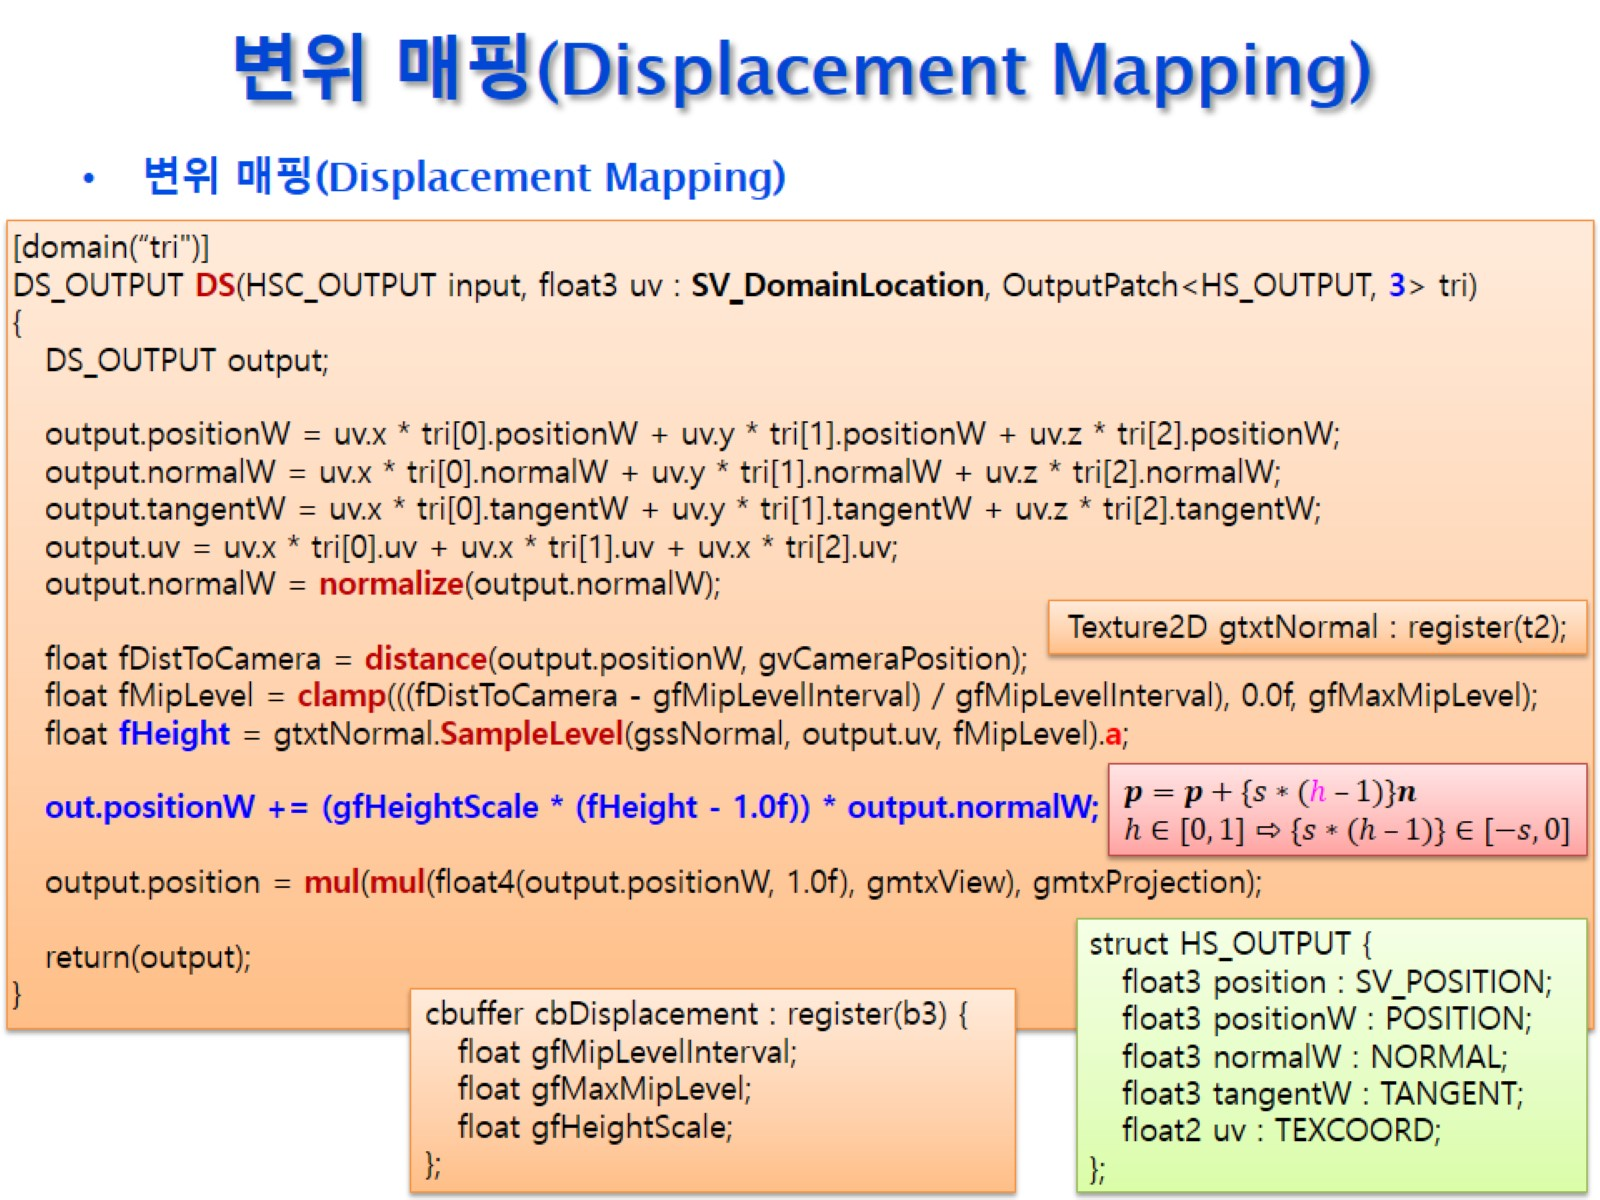 변위 매핑(Displacement Mapping)
• 변위 매핑(Displacement Mapping)
[domain(“tri")]
DS_OUTPUT DS(HSC_OUTPUT input, float3 uv : SV_DomainLocation, OutputPatch<HS_OUTPUT, 3> tri)
{
DS_OUTPUT output;
output.positionW = uv.x * tri[0].positionW + uv.y * tri[1].positionW + uv.z * tri[2].positionW;
output.normalW = uv.x * tri[0].normalW + uv.y * tri[1].normalW + uv.z * tri[2].normalW;
output.tangentW = uv.x * tri[0].tangentW + uv.y * tri[1].tangentW + uv.z * tri[2].tangentW;
output.uv = uv.x * tri[0].uv + uv.x * tri[1].uv + uv.x * tri[2].uv;
output.normalW = normalize(output.normalW);
Texture2D gtxtNormal : register(t2);
float fDistToCamera = distance(output.positionW, gvCameraPosition);
float fMipLevel = clamp(((fDistToCamera - gfMipLevelInterval) / gfMipLevelInterval), 0.0f, gfMaxMipLevel);
float fHeight = gtxtNormal.SampleLevel(gssNormal, output.uv, fMipLevel).a;
out.positionW += (gfHeightScale * (fHeight - 1.0f)) * output.normalW;
p = p + {s * (h – 1)}n
h ∈ [0, 1] ⇨ {s * (h – 1)} ∈ [−s, 0]
output.position = mul(mul(float4(output.positionW, 1.0f), gmtxView), gmtxProjection);
return(output);
}
cbuffer cbDisplacement : register(b3) {
float gfMipLevelInterval;
float gfMaxMipLevel;
float gfHeightScale;
};
struct HS_OUTPUT {
float3 position : SV_POSITION;
float3 positionW : POSITION;
float3 normalW : NORMAL;
float3 tangentW : TANGENT;
float2 uv : TEXCOORD;
};